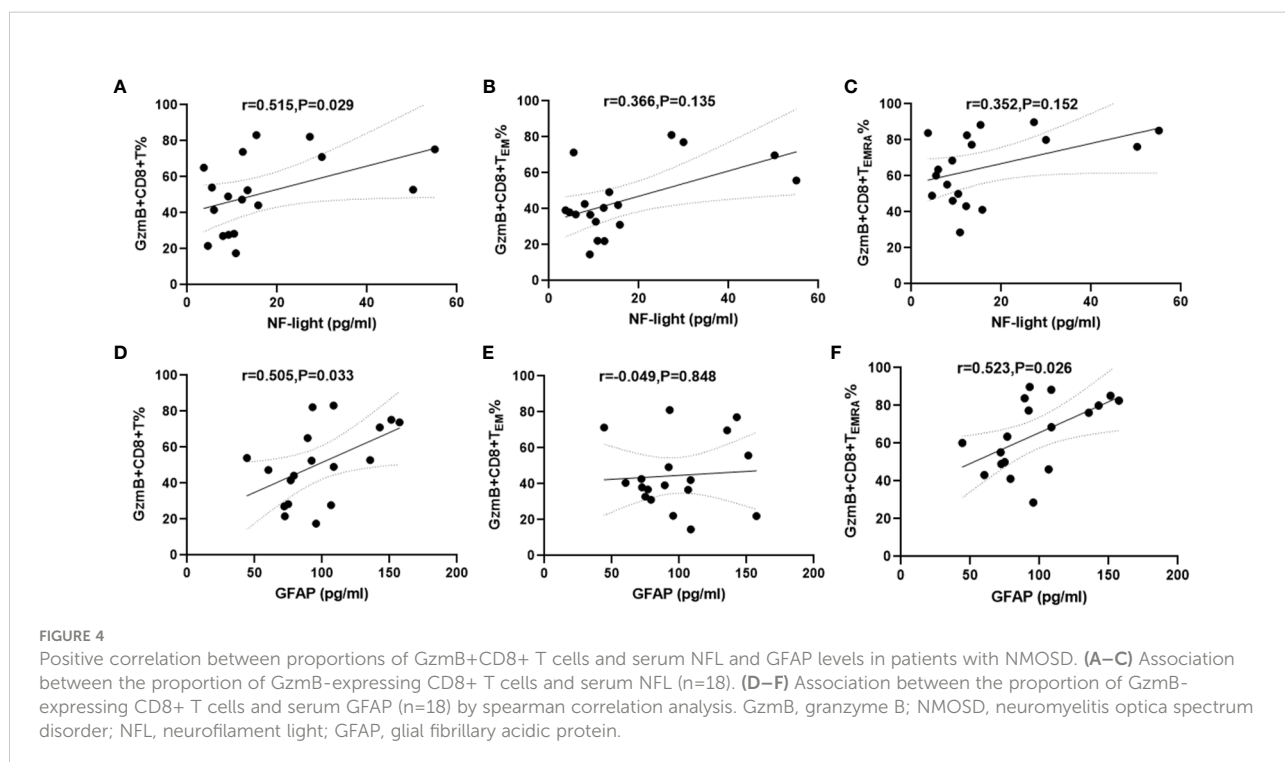 A
r=0.515,P=0.029
GzmB+CD8+T%
100
80
60
40
20
0
0 20 40 60
NF-light (pg/ml)
B
r=0.366,P=0.135
GzmB+CD8+TEM%
100
80
60
40
20
0
0 20 40 60
NF-light (pg/ml)
C
r=0.352,P=0.152
GzmB+CD8+TEMRA%
100
80
60
40
20
0
0 20 40 60
NF-light (pg/ml)
D
r=0.505,P=0.033
GzmB+CD8+T%
100
80
60
40
20
0
0 50 100 150 200
GFAP (pg/ml)
E
r=-0.049,P=0.848
GzmB+CD8+TEM%
100
80
60
40
20
0
0 50 100 150 200
GFAP (pg/ml)
F
r=0.523,P=0.026
GzmB+CD8+TEMRA%
100
80
60
40
20
0
0 50 100 150 200
GFAP (pg/ml)
FIGURE 4
Positive correlation between proportions of GzmB+CD8+ T cells and serum NFL and GFAP levels in patients with NMOSD. (A–C) Association
between the proportion of GzmB-expressing CD8+ T cells and serum NFL (n=18). (D–F) Association between the proportion of GzmB-
expressing CD8+ T cells and serum GFAP (n=18) by spearman correlation analysis. GzmB, granzyme B; NMOSD, neuromyelitis optica spectrum
disorder; NFL, neurofilament light; GFAP, glial fibrillary acidic protein.